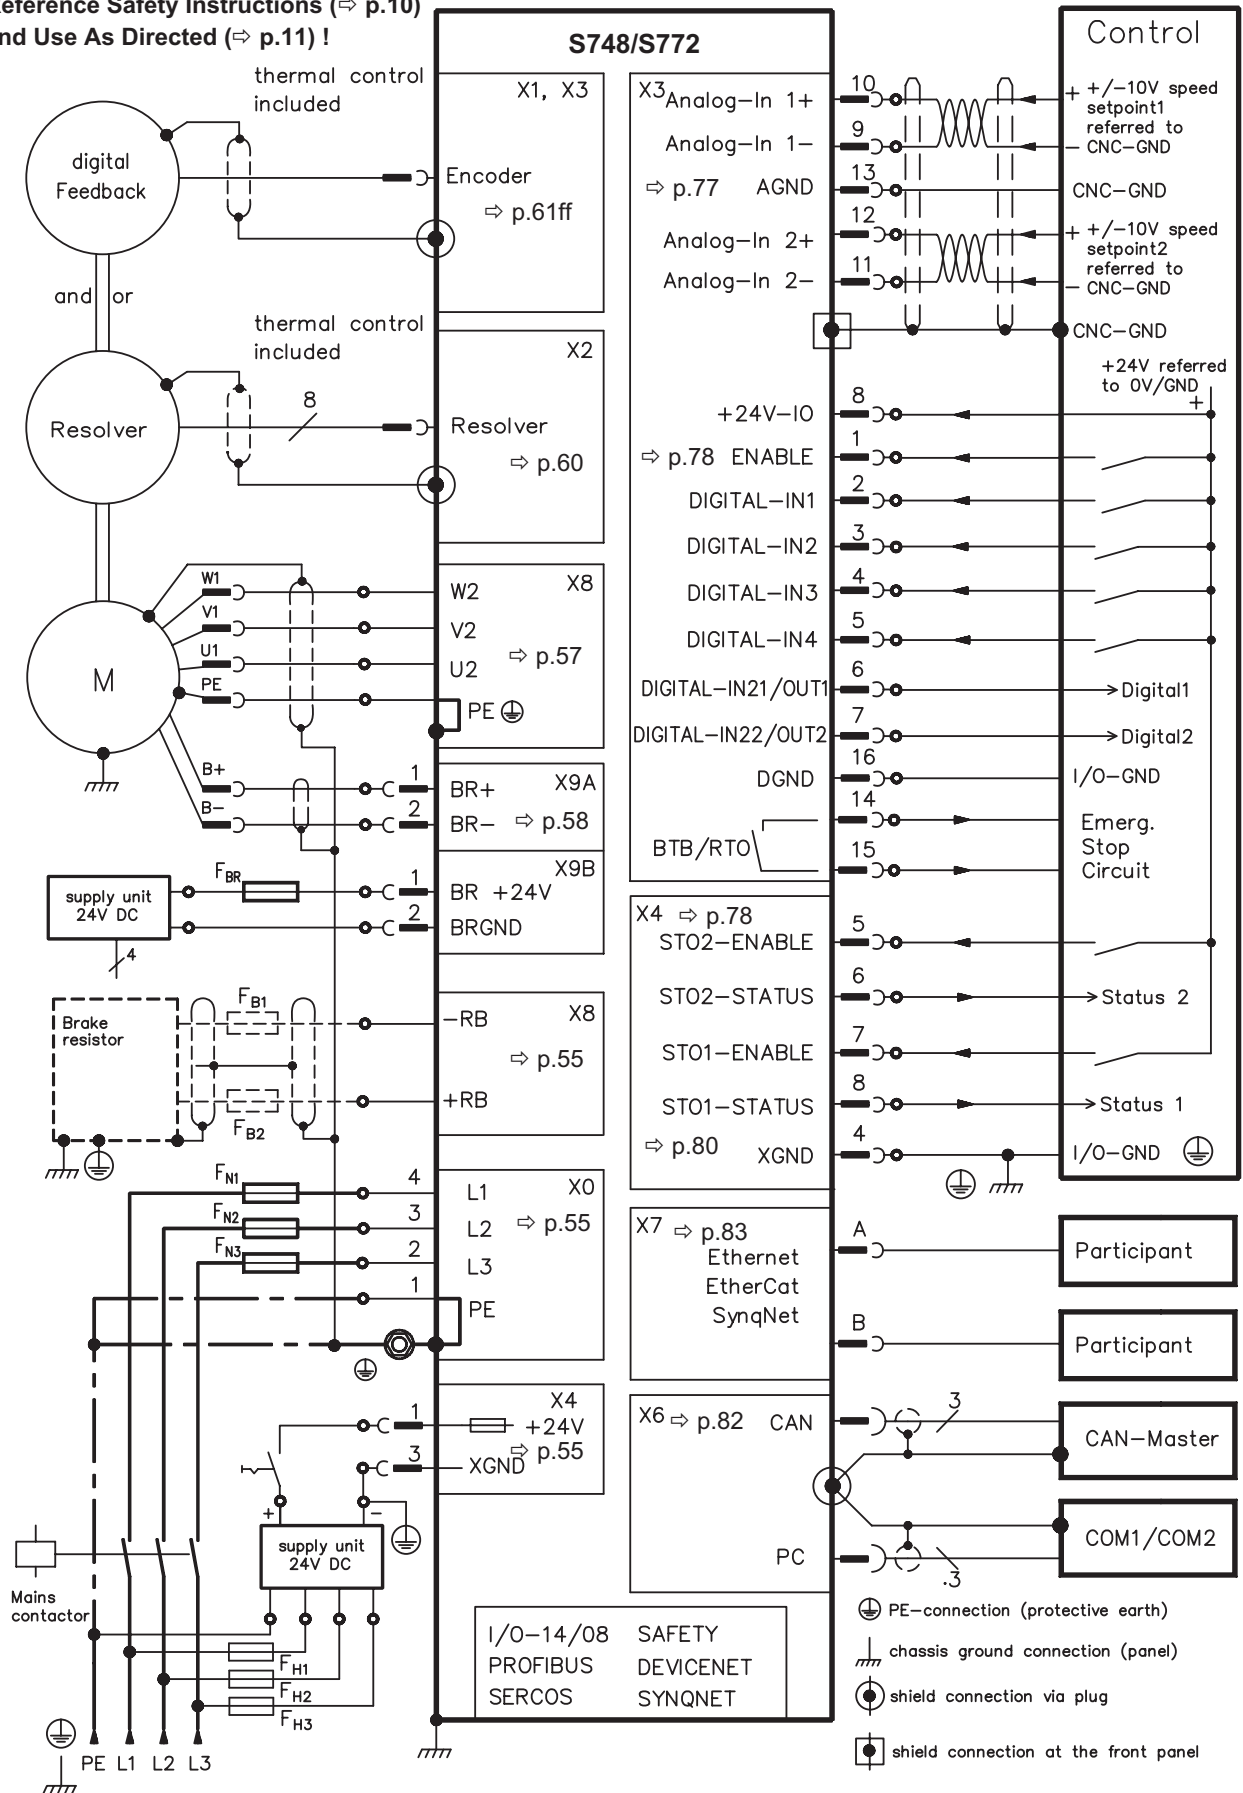 Reference Safety Instructions (⇨ p.10)
and Use As Directed (⇨ p.11) !
S748/S772
Control
thermal control
included
digital
Feedback
X1, X3
Encoder
⇨ p.61ff
and or
thermal control
included
X2
8
Resolver
Resolver
⇨ p.60
X8
W1
W2
V1
V2
U1
U2
⇨ p.57
M
PE
PE
X9A
B+
1
BR+
B-
2
BR-
⇨ p.58
X9B
FBR
supply unit
24V DC
1
BR +24V
2
BRGND
4
Brake
resistor
FB1
X8
-RB
⇨ p.55
+RB
FB2
X0
FN1
4
L1
FN2
3
L2
⇨ p.55
FN3
2
L3
1
PE
X4
1
+24V
⇨ p.55
3
XGND
+ -
supply unit
24V DC
Mains
contactor
FH1
FH2
FH3
PE L1 L2 L3
X3
Analog-In 1+
10
+ +/-10V speed
setpoint1
referred to
- CNC-GND
Analog-In 1-
9
⇨ p.77
AGND
13
CNC-GND
Analog-In 2+
12
+ +/-10V speed
setpoint2
referred to
- CNC-GND
Analog-In 2-
11
CNC-GND
+24V referred
to 0V/GND
+
+24V-IO
8
⇨ p.78 ENABLE
1
DIGITAL-IN1
2
DIGITAL-IN2
3
DIGITAL-IN3
4
DIGITAL-IN4
5
DIGITAL-IN21/OUT1
6
Digital1
DIGITAL-IN22/OUT2
7
Digital2
DGND
16
I/O-GND
BTB/RTO
14
15
Emerg.
Stop
Circuit
X4 ⇨ p.78
STO2-ENABLE
5
STO2-STATUS
6
Status 2
STO1-ENABLE
7
STO1-STATUS
8
Status 1
⇨ p.80
XGND
4
I/O-GND
X7 ⇨ p.83
Ethernet
EtherCat
SynqNet
A
Participant
B
Participant
X6 ⇨ p.82 CAN
3
CAN-Master
PC
.3
COM1/COM2
I/O-14/08 SAFETY
PROFIBUS DEVICENET
SERCOS SYNQNET
PE-connection (protective earth)
chassis ground connection (panel)
shield connection via plug
shield connection at the front panel